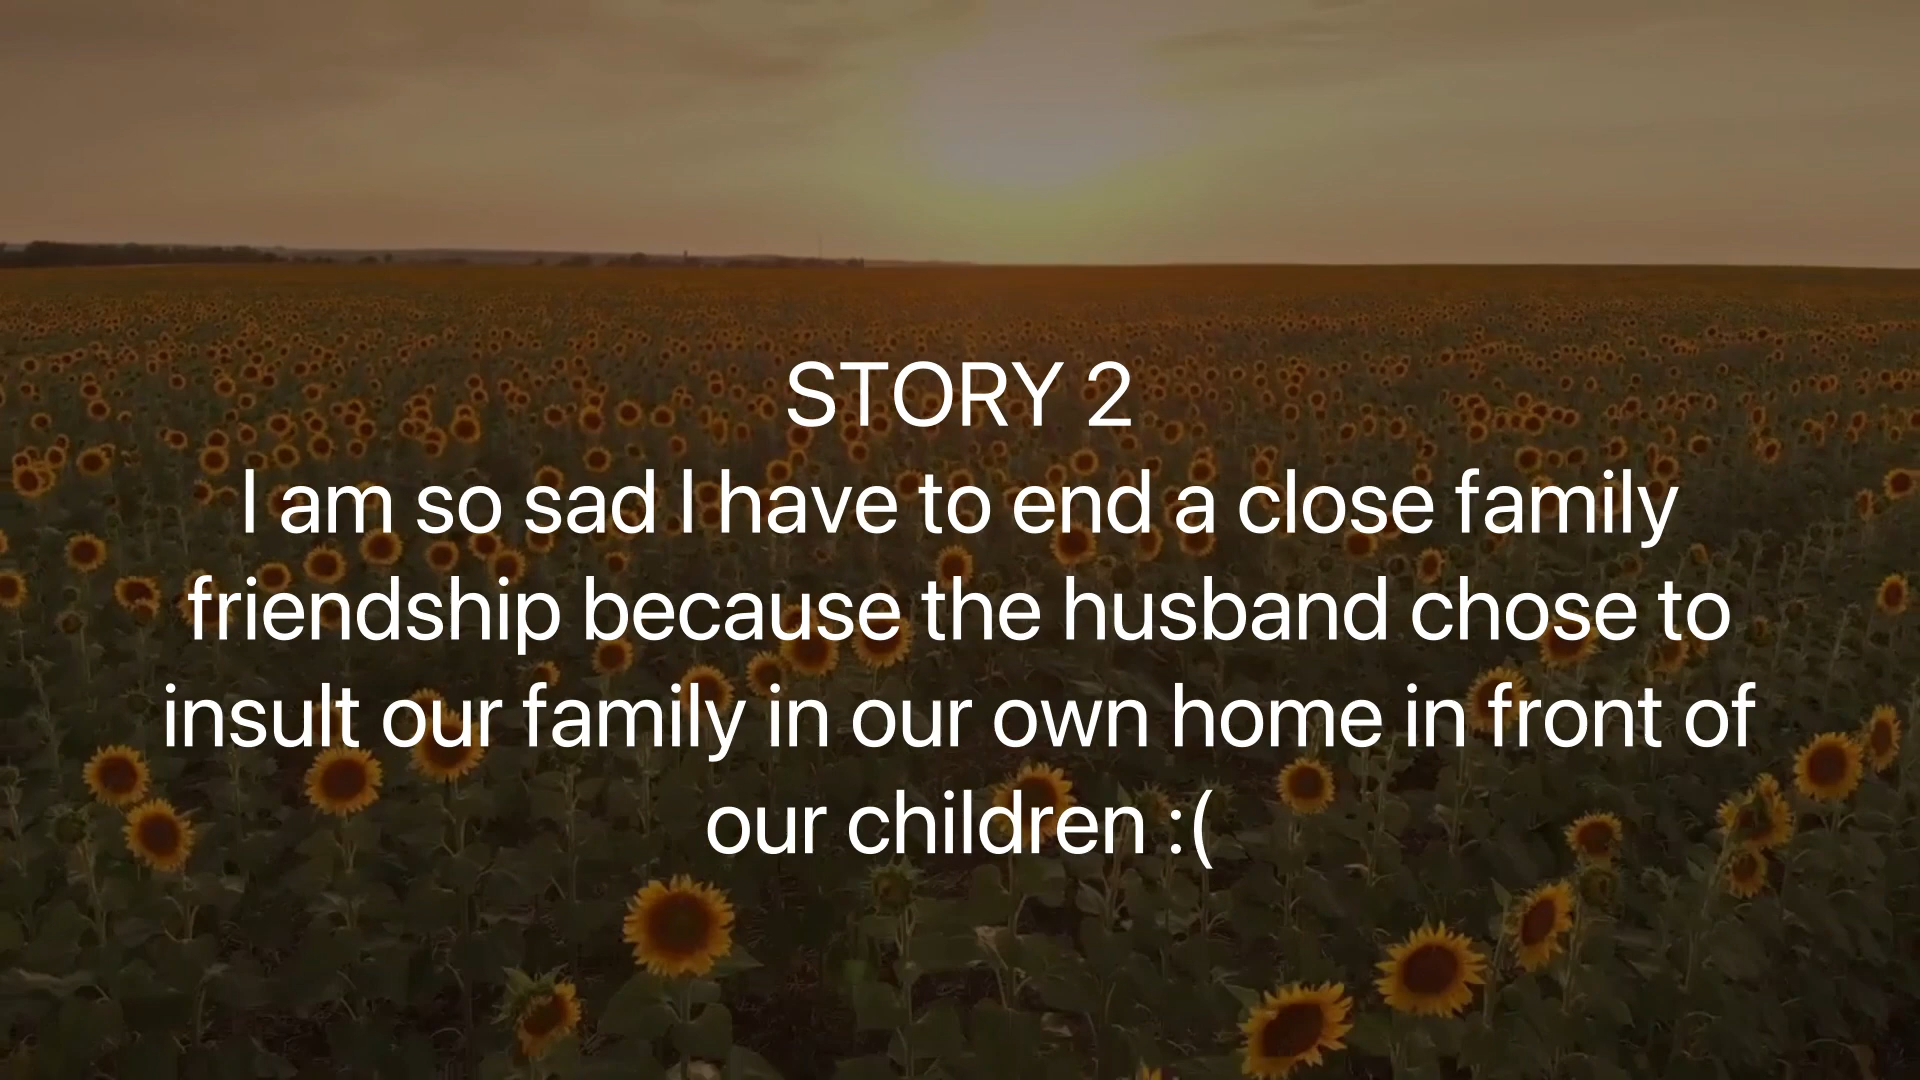 STORY 2
I am so sad I have to end a close family
friendship because the husband chose to
insult our family in our own home in front of
our children :(